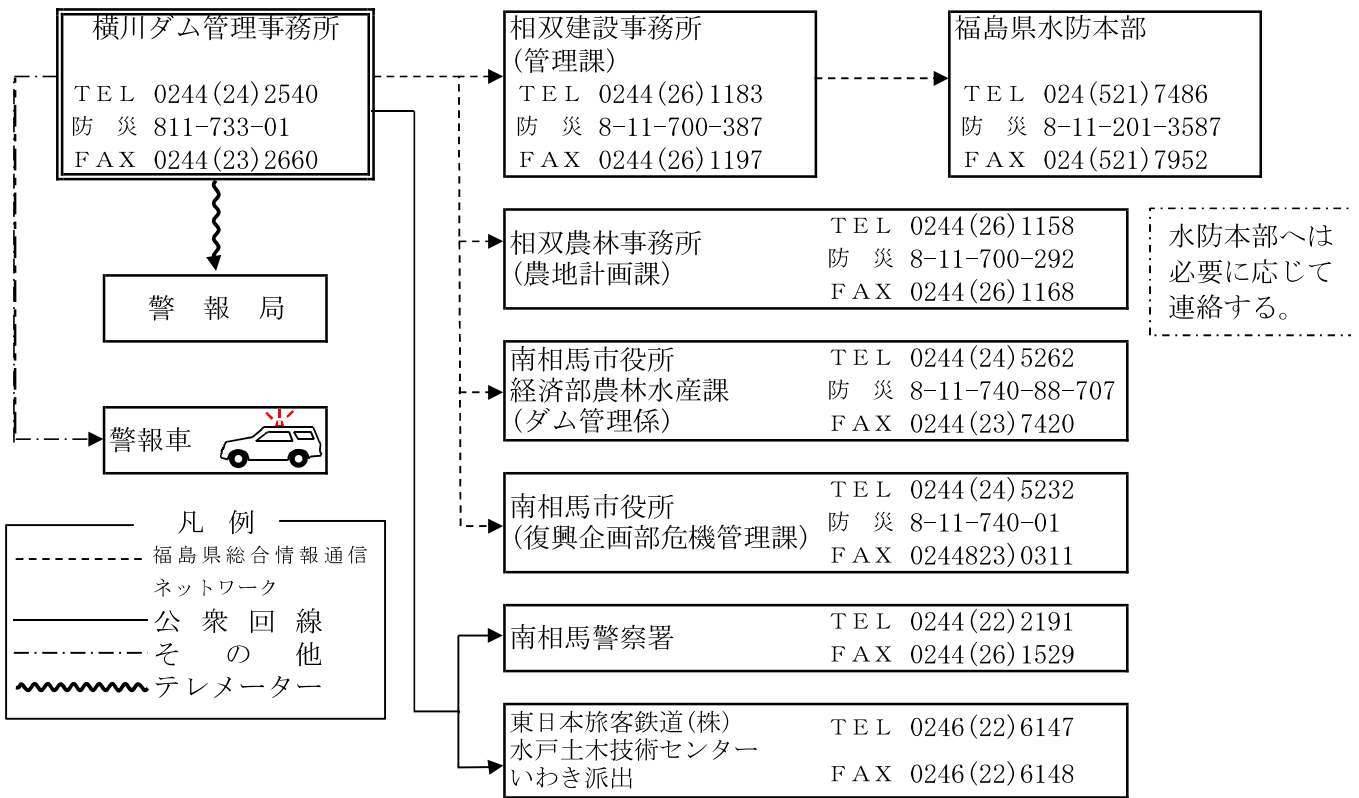 横川ダム管理事務所
ＴＥＬ 0244(24)2540
防 災 811-733-01
ＦＡＸ 0244(23)2660
相双建設事務所
(管理課)
ＴＥＬ 0244(26)1183
防 災 8-11-700-387
ＦＡＸ 0244(26)1197
福島県水防本部
ＴＥＬ 024(521)7486
防 災 8-11-201-3587
ＦＡＸ 024(521)7952
相双農林事務所
(農地計画課)
ＴＥＬ 0244(26)1158
防 災 8-11-700-292
ＦＡＸ 0244(26)1168
水防本部へは
必要に応じて
連絡する。
警 報 局
南相馬市役所
経済部農林水産課
(ダム管理係)
ＴＥＬ 0244(24)5262
防 災 8-11-740-88-707
ＦＡＸ 0244(23)7420
警報車
南相馬市役所
(復興企画部危機管理課)
ＴＥＬ 0244(24)5232
防 災 8-11-740-01
ＦＡＸ 0244823)0311
南相馬警察署
ＴＥＬ 0244(22)2191
ＦＡＸ 0244(26)1529
東日本旅客鉄道(株)
水戸土木技術センター
いわき派出
ＴＥＬ 0246(22)6147
ＦＡＸ 0246(22)6148
凡 例
福島県総合情報通信
ネットワーク
公 衆 回 線
そ の 他
テレメーター